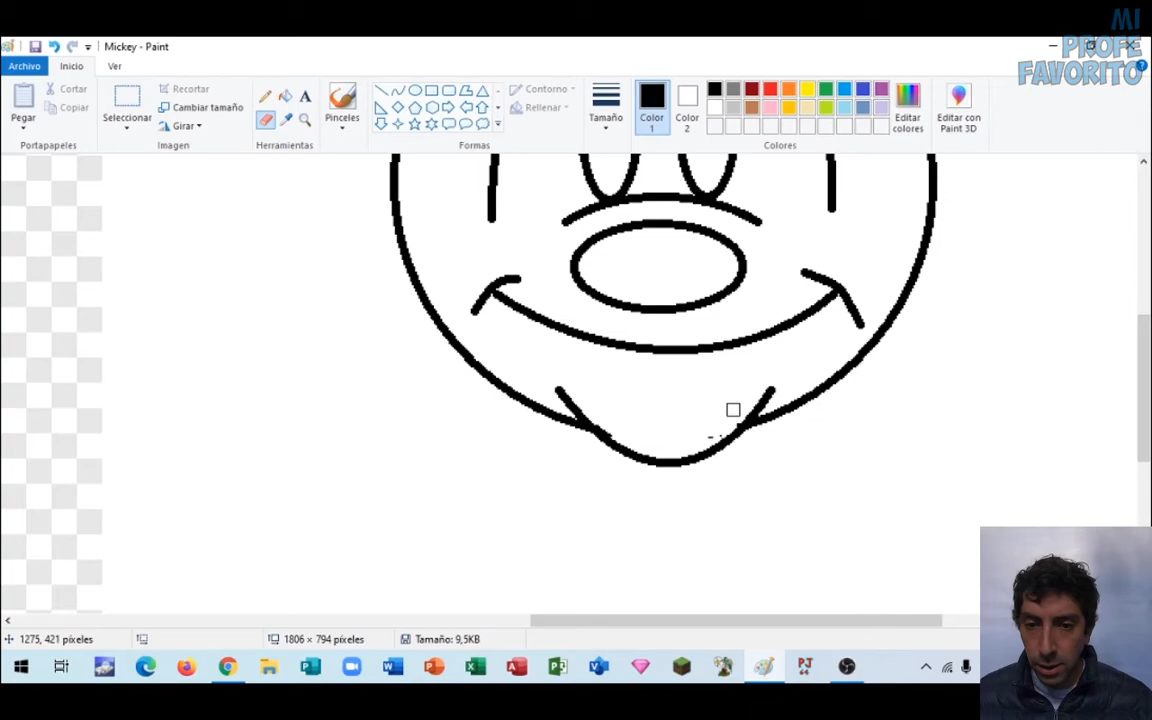 MI
PROFE
FAVORITO
Mickey - Paint
Archivo Inicio Ver
Pegar
Cortar
Copiar
Portapapeles
Seleccionar
Recortar
Cambiar tamaño
Girar
Imagen
A
Herramientas
Pinceles
Contorno
Rellenar
Formas
Tamaño
Color
1
Color
2
Editar
colores
Colores
Editar con
Paint 3D
1275, 421 píxeles
1806 × 794 píxeles
Tamaño: 9,5KB